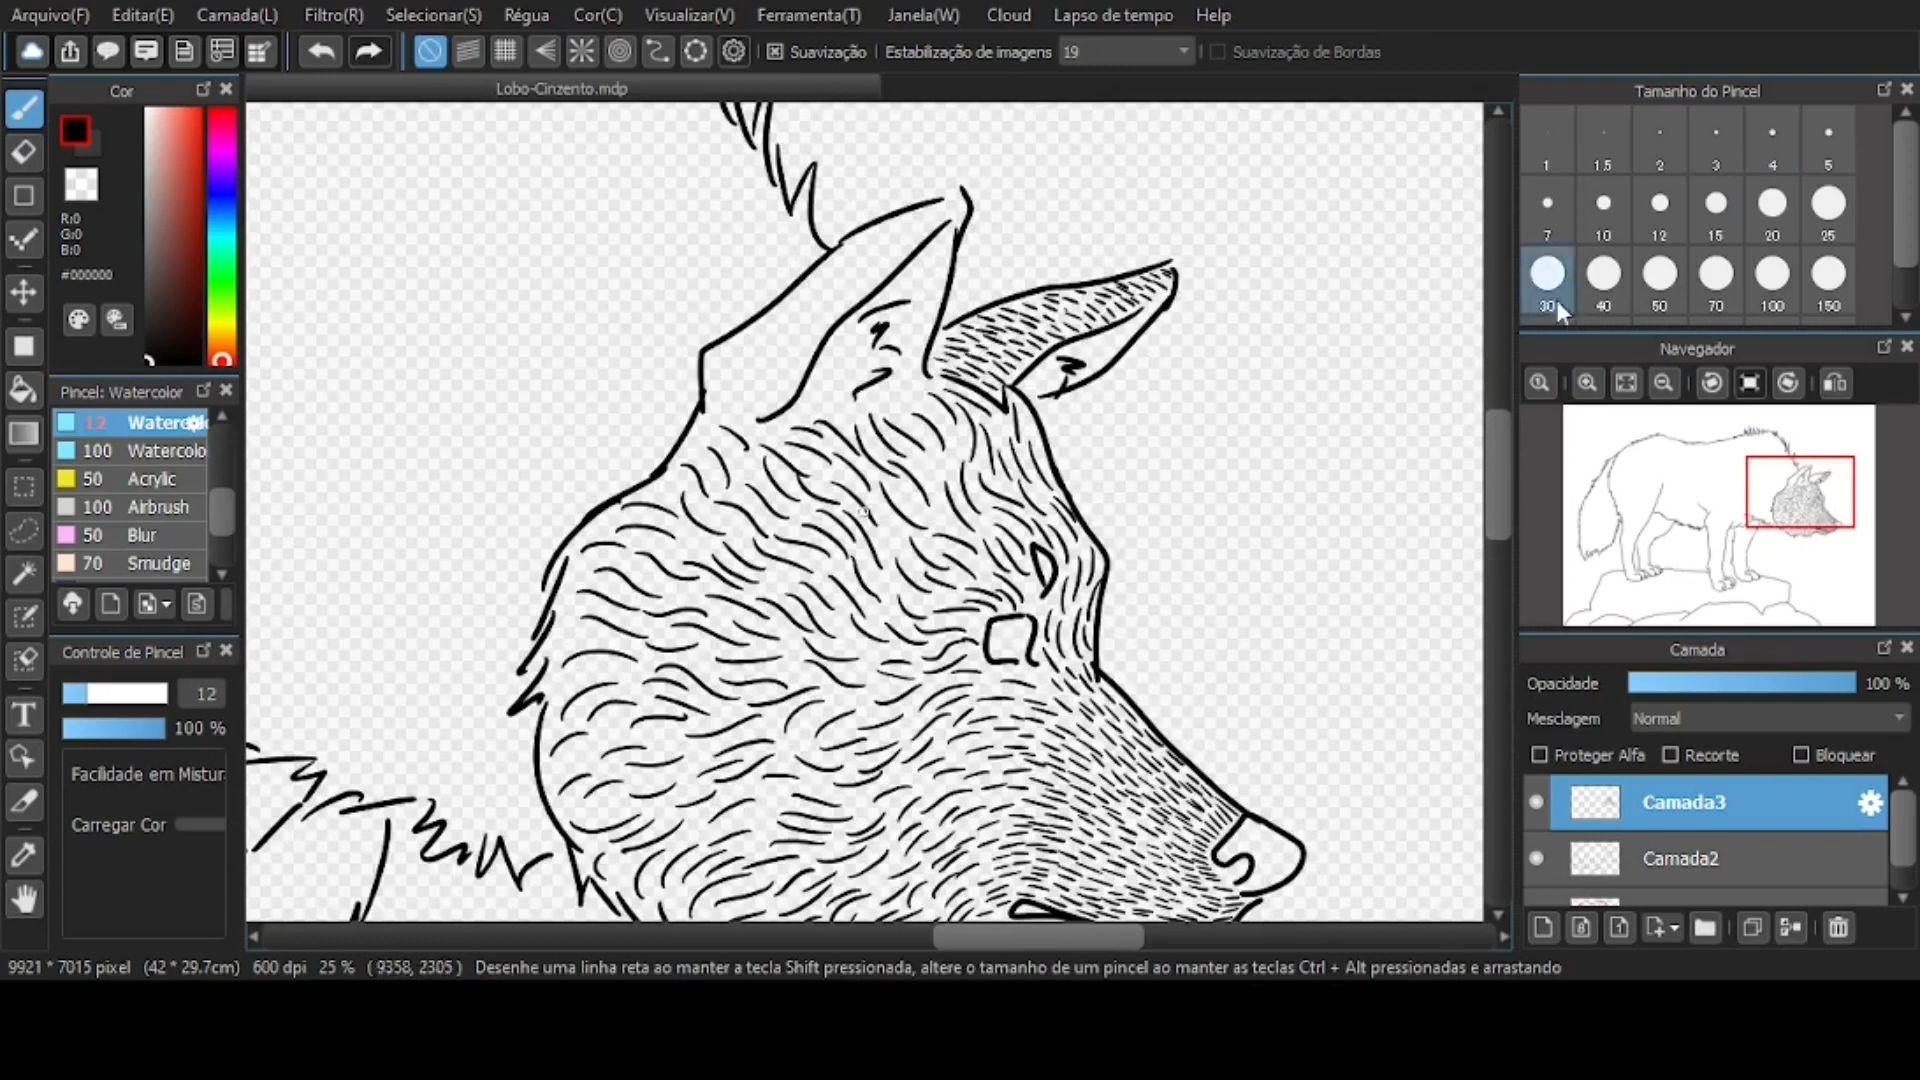 Arquivo(F) Editar(E) Camada(L) Filtro(R) Selecionar(S) Régua Cor(C) Visualizar(V) Ferramenta(T) Janela(W) Cloud Lapso de tempo Help
Suavização Estabilização de imagens 19 Suavização de Bordas
Cor
Lobo-Cinzento.mdp
Tamanho do Pincel
1 1.5 2 3 4 5
7 10 12 15 20 25
30 40 50 70 100 150
R:0
G:0
B:0
#000000
Navegador
Pincel: Watercolor
12 Waterc
100 Watercolo
50 Acrylic
100 Airbrush
50 Blur
70 Smudge
Controle de Pincel
12
100 %
Facilidade em Mistur
Carregar Cor
Camada
Opacidade 100 %
Mesclagem Normal
Proteger Alfa Recorte Bloquear
Camada3
Camada2
9921 * 7015 pixel (42 * 29.7cm) 600 dpi 25 % ( 9358, 2305 ) Desenhe uma linha reta ao manter a tecla Shift pressionada, altere o tamanho de um pincel ao manter as teclas Ctrl + Alt pressionadas e arrastando